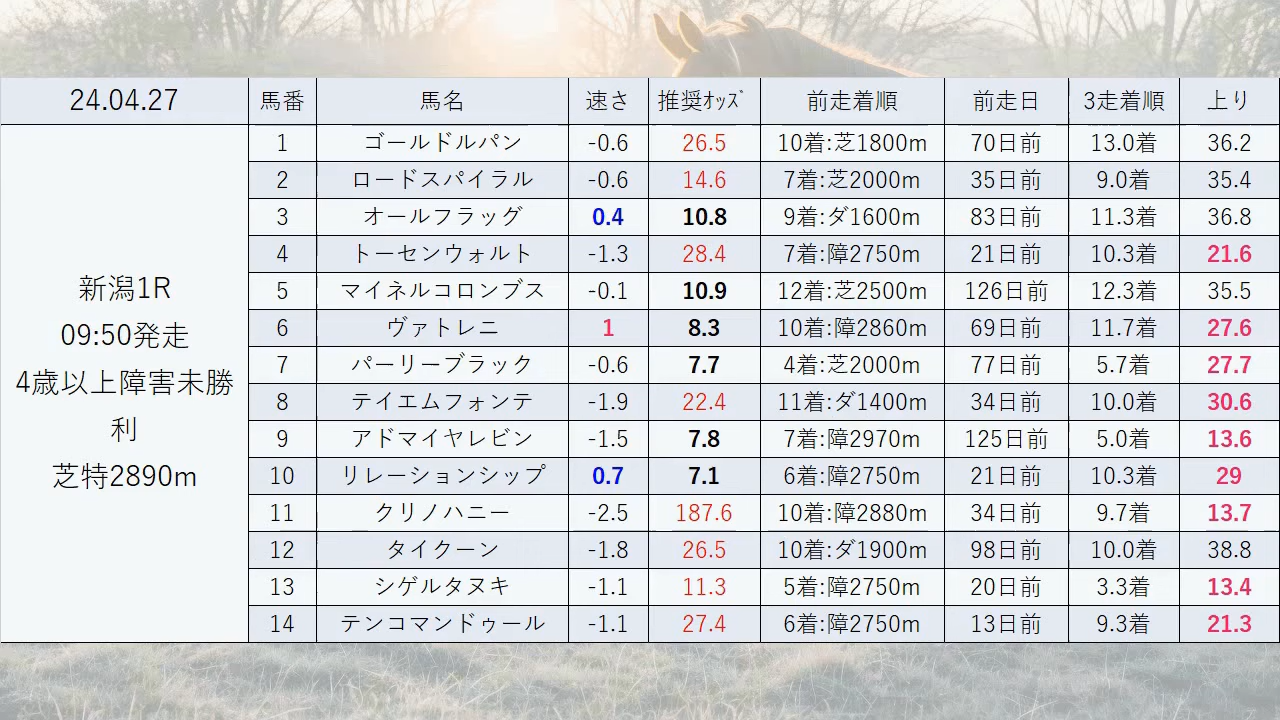 24.04.27 馬番 馬名 速さ 推奨ｵｯｽﾞ 前走着順 前走日 3走着順 上り
新潟1R
09:50発走
4歳以上障害未勝
利
芝特2890m
1 ゴールドルパン -0.6 26.5 10着:芝1800m 70日前 13.0着 36.2
2 ロードスパイラル -0.6 14.6 7着:芝2000m 35日前 9.0着 35.4
3 オールフラッグ 0.4 10.8 9着:ダ1600m 83日前 11.3着 36.8
4 トーセンウォルト -1.3 28.4 7着:障2750m 21日前 10.3着 21.6
5 マイネルコロンブス -0.1 10.9 12着:芝2500m 126日前 12.3着 35.5
6 ヴァトレニ 1 8.3 10着:障2860m 69日前 11.7着 27.6
7 パーリーブラック -0.6 7.7 4着:芝2000m 77日前 5.7着 27.7
8 テイエムフォンテ -1.9 22.4 11着:ダ1400m 34日前 10.0着 30.6
9 アドマイヤレビン -1.5 7.8 7着:障2970m 125日前 5.0着 13.6
10 リレーションシップ 0.7 7.1 6着:障2750m 21日前 10.3着 29
11 クリノハニー -2.5 187.6 10着:障2880m 34日前 9.7着 13.7
12 タイクーン -1.8 26.5 10着:ダ1900m 98日前 10.0着 38.8
13 シゲルタヌキ -1.1 11.3 5着:障2750m 20日前 3.3着 13.4
14 テンコマンドゥール -1.1 27.4 6着:障2750m 13日前 9.3着 21.3